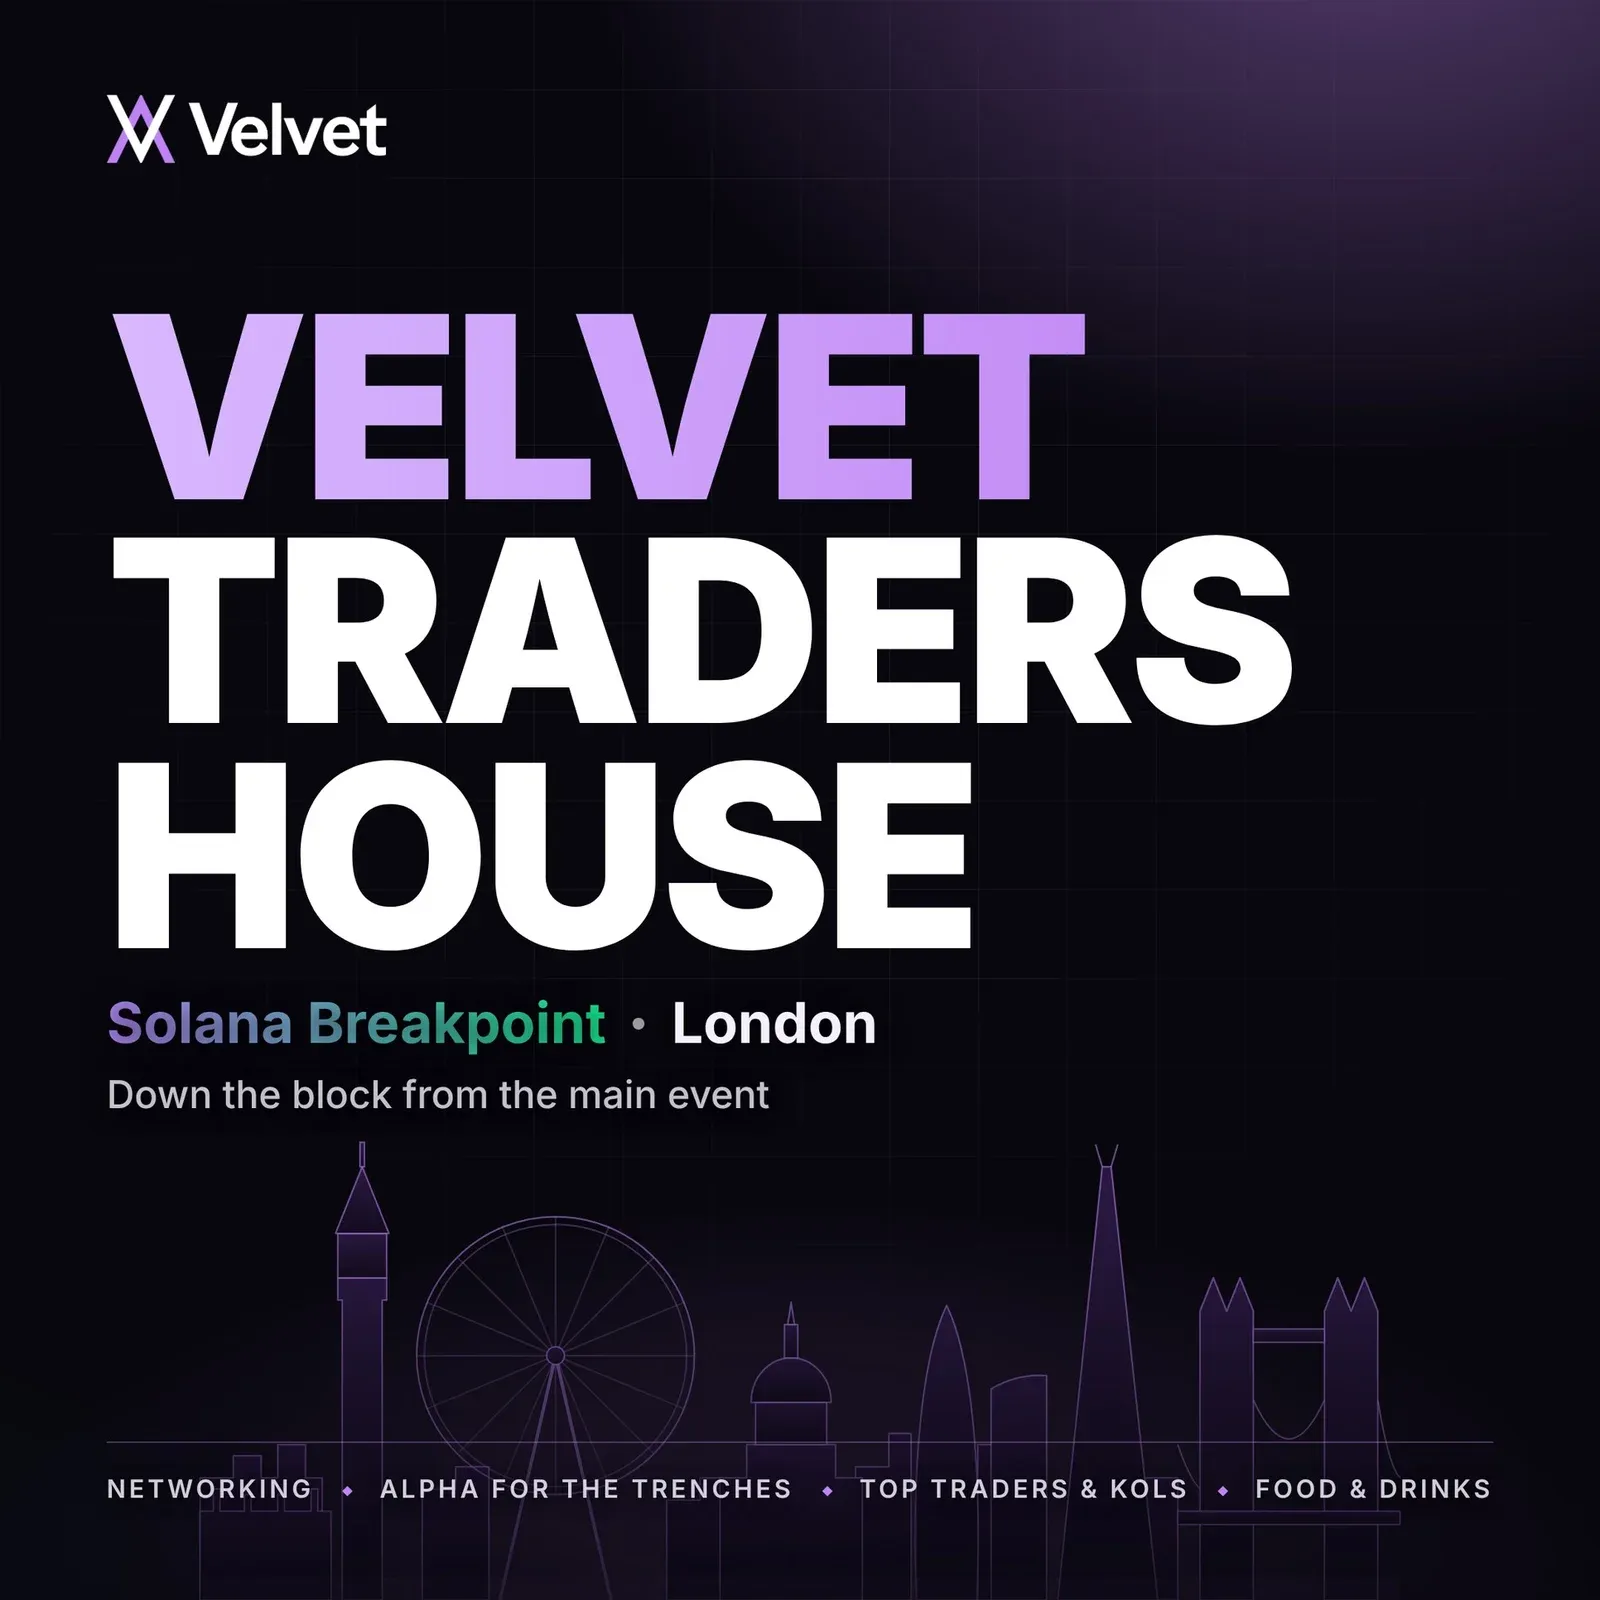 Velvet
VELVET
TRADERS
HOUSE
Solana Breakpoint • London
Down the block from the main event
NETWORKING ◆ ALPHA FOR THE TRENCHES ◆ TOP TRADERS & KOLS ◆ FOOD & DRINKS